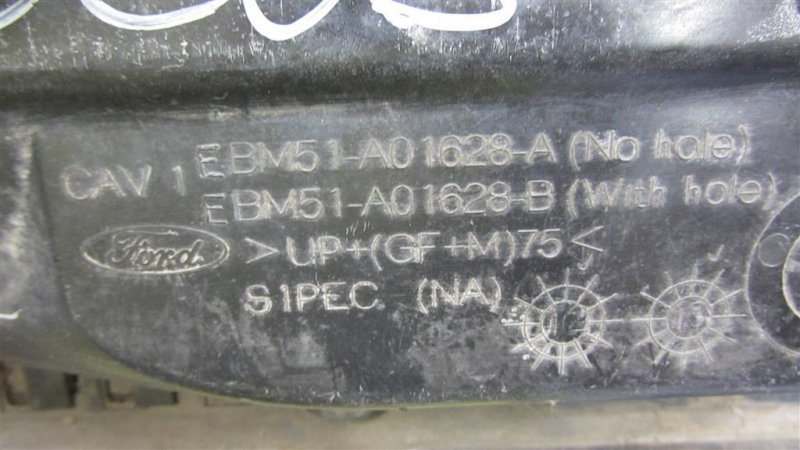 EBM51-A01628-A (No hole)
CAV 1
EBM51-A01628-B (With hole)
Ford
>UP+(GF+M)75<
S1PEC (NA)